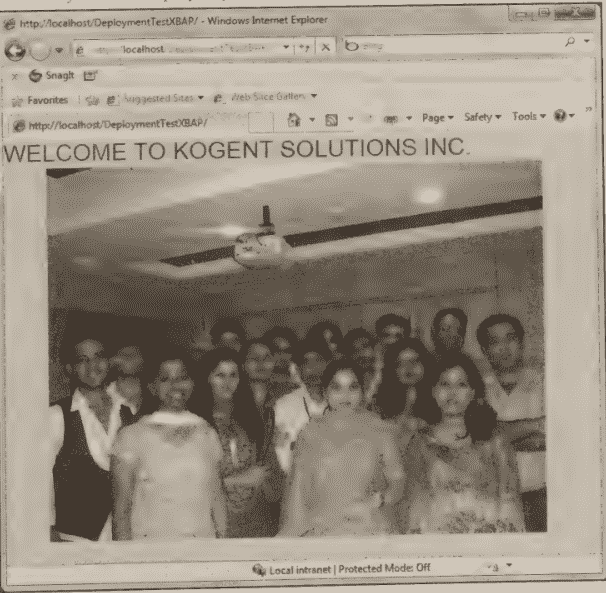 http://localhost/DeploymentTestXBAP/ - Windows Internet Explorer
localhost
SnagIt
Favorites Suggested Sites Web Slice Gallery
http://localhost/DeploymentTestXBAP/ Page Safety Tools
WELCOME TO KOGENT SOLUTIONS INC.
Local intranet | Protected Mode: Off